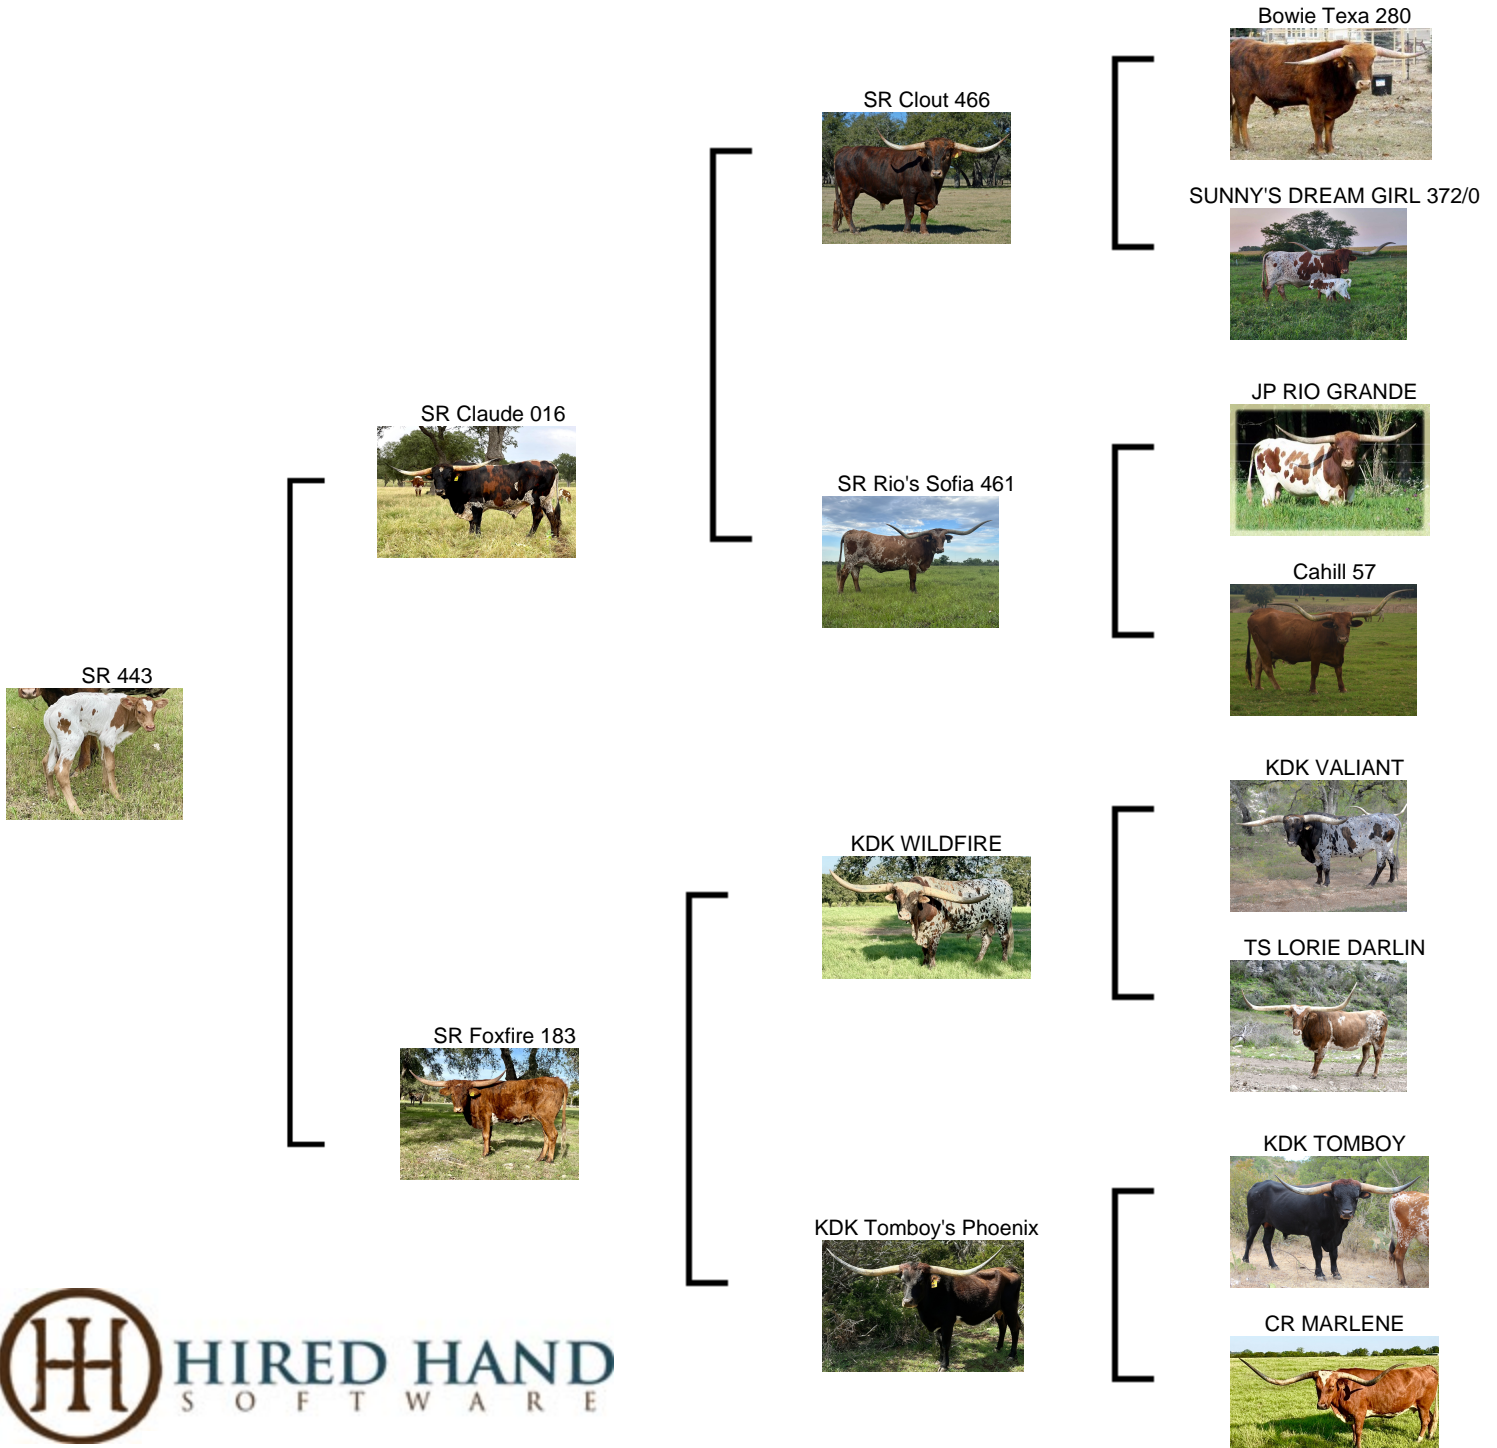 Bowie Texa 280
SR Clout 466
SUNNY'S DREAM GIRL 372/0
SR Claude 016
JP RIO GRANDE
SR Rio's Sofia 461
Cahill 57
SR 443
KDK VALIANT
KDK WILDFIRE
TS LORIE DARLIN
SR Foxfire 183
KDK TOMBOY
KDK Tomboy's Phoenix
CR MARLENE
HIRED HAND
SOFTWARE